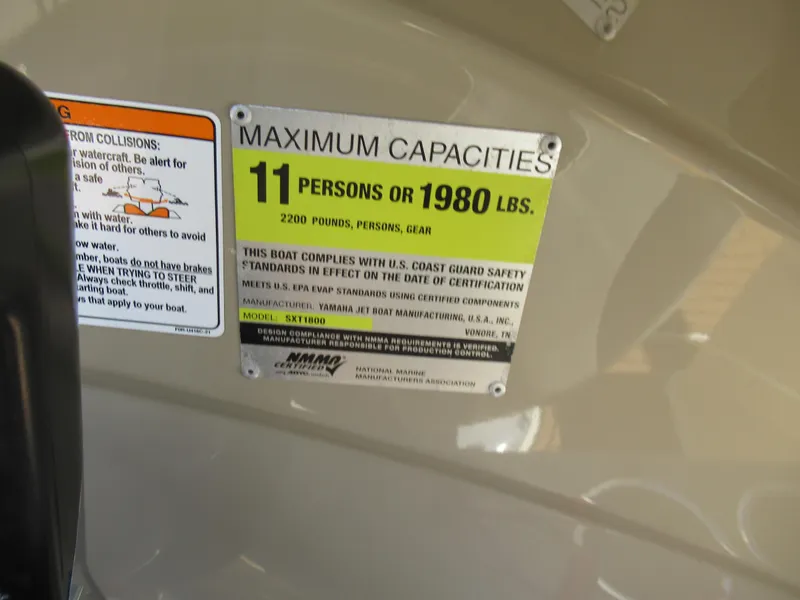 G
FROM COLLISIONS:
r watercraft. Be alert for
ision of others.
a safe
t.
n with water.
ake it hard for others to avoid
ow water.
mber, boats do not have brakes
E WHEN TRYING TO STEER
Always check throttle, shift, and
tarting boat.
ws that apply to your boat.
MAXIMUM CAPACITIES
11 PERSONS OR 1980 LBS.
2200 POUNDS, PERSONS, GEAR
THIS BOAT COMPLIES WITH U.S. COAST GUARD SAFETY
STANDARDS IN EFFECT ON THE DATE OF CERTIFICATION
MEETS U.S. EPA EVAP STANDARDS USING CERTIFIED COMPONENTS
MANUFACTURER: YAMAHA JET BOAT MANUFACTURING, U.S.A., INC.,
VONORE, TN
MODEL: SXT1800
DESIGN COMPLIANCE WITH NMMA REQUIREMENTS IS VERIFIED.
MANUFACTURER RESPONSIBLE FOR PRODUCTION CONTROL.
NMMA
CERTIFIED
NATIONAL MARINE
MANUFACTURERS ASSOCIATION